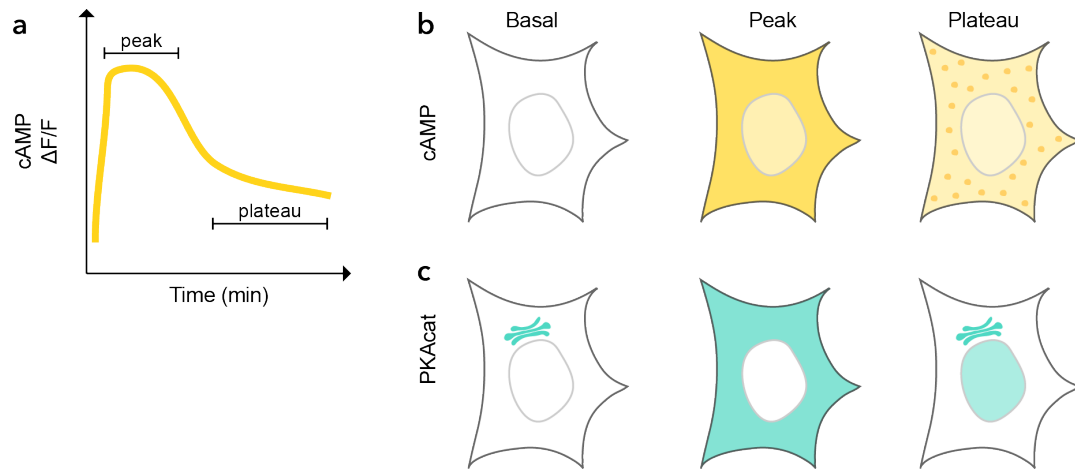 a
peak
cAMP
ΔF/F
plateau
Time (min)
b
Basal
Peak
Plateau
cAMP
c
PKAcat